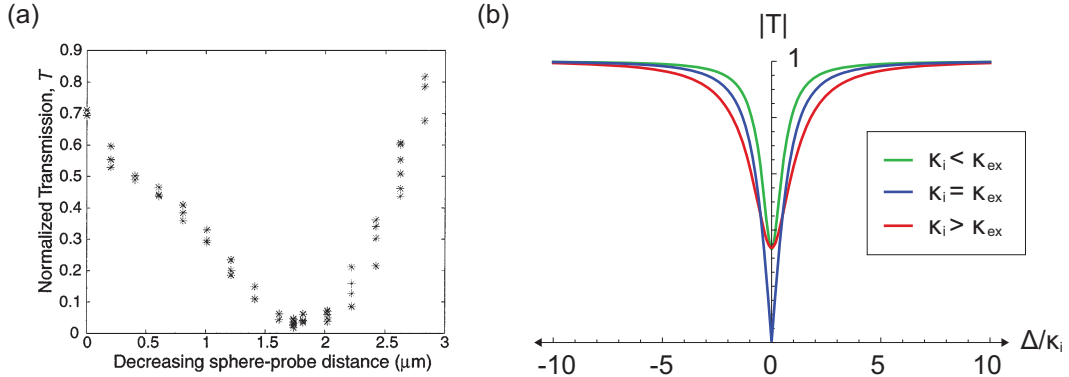 (a)
Normalized Transmission, T
0.9
0.8
0.7
0.6
0.5
0.4
0.3
0.2
0.1
0
0 0.5 1 1.5 2 2.5 3
Decreasing sphere-probe distance (μm)
(b)
|T|
1
κi < κex
κi = κex
κi > κex
-10 -5 0 5 10
Δ/κi